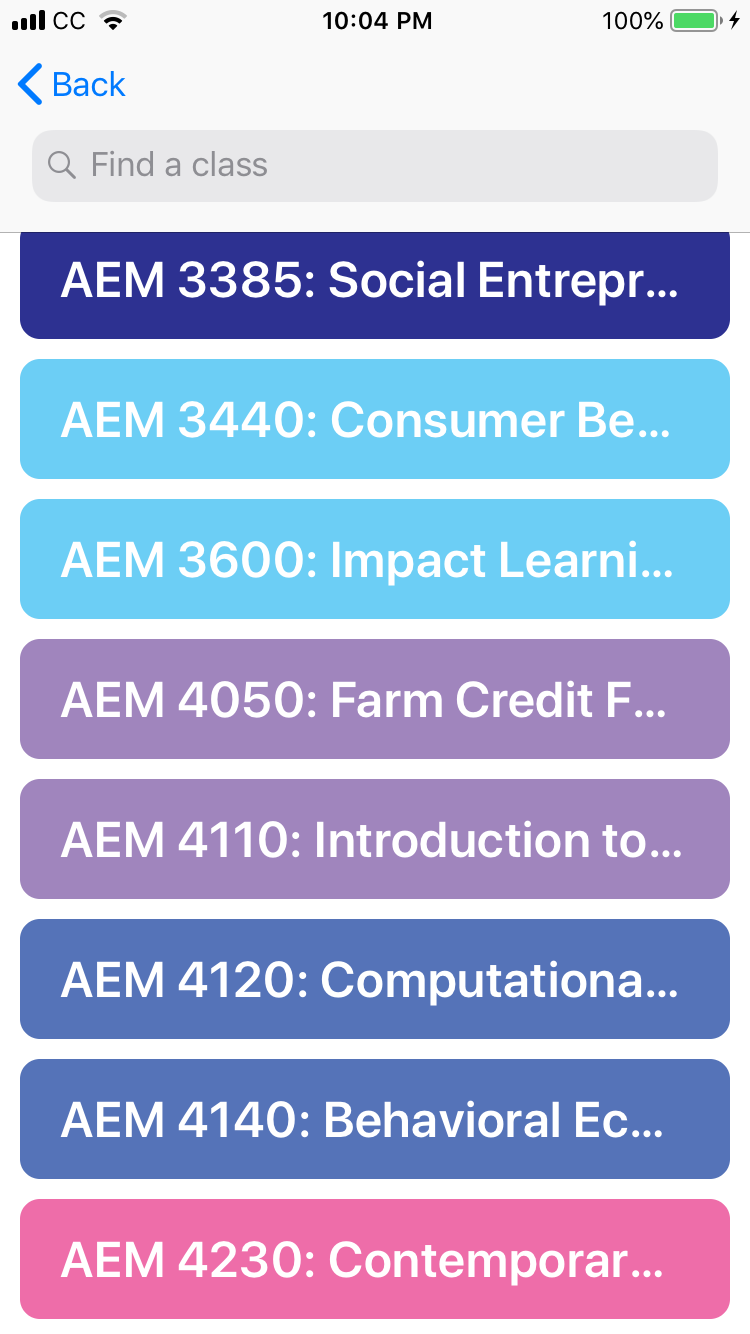 CC 10:04 PM 100%
Back
Find a class
AEM 3385: Social Entrepr...
AEM 3440: Consumer Be...
AEM 3600: Impact Learni...
AEM 4050: Farm Credit F...
AEM 4110: Introduction to...
AEM 4120: Computationa...
AEM 4140: Behavioral Ec...
AEM 4230: Contemporar...